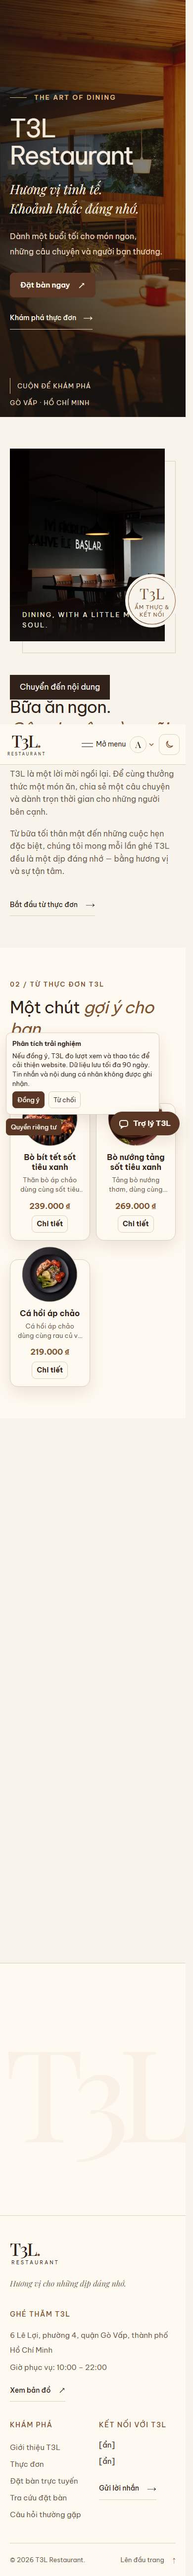 THE ART OF DINING
T3L
Restaurant
Hương vị tinh tế.
Khoảnh khắc đáng nhớ.
Dành một buổi tối cho món ngon,
những câu chuyện và người bạn thương.
Đặt bàn ngay ↗
Khám phá thực đơn →
CUỘN ĐỂ KHÁM PHÁ
GÒ VẤP · HỒ CHÍ MINH
BAŞLAR.
DINING, WITH A LITTLE
SOUL.
T3L
ẨM THỰC &
KẾT NỐI
Chuyển đến nội dung
Bữa ăn ngon.
T3L.
RESTAURANT
Mở menu
A
T3L là một lời mời ngồi lại. Để cùng thưởng
thức một món ăn, chia sẻ một câu chuyện
và dành trọn thời gian cho những người
bên cạnh.
Từ bữa tối thân mật đến những cuộc hẹn
đặc biệt, chúng tôi mong mỗi lần ghé T3L
đều là một dịp đáng nhớ — bằng hương vị
và sự tận tâm.
Bắt đầu từ thực đơn →
02 / TỪ THỰC ĐƠN T3L
Một chút gợi ý cho
bạn
Phân tích trải nghiệm
Nếu đồng ý, T3L đo lượt xem và thao tác để
cải thiện website. Dữ liệu lưu tối đa 90 ngày.
Tin nhắn và nội dung cá nhân không được ghi
nhận.
Đồng ý
Từ chối
Quyền riêng tư
Trợ lý T3L
Bò bít tết sốt
tiêu xanh
Thăn bò áp chảo
dùng cùng sốt tiêu...
239.000 ₫
Chi tiết
Bò nướng tảng
sốt tiêu xanh
Tảng bò nướng
thơm, dùng cùng...
269.000 ₫
Chi tiết
Cá hồi áp chảo
Cá hồi áp chảo
dùng cùng rau củ v...
219.000 ₫
Chi tiết
T3L
T3L.
RESTAURANT
Hương vị cho những dịp đáng nhớ.
GHÉ THĂM T3L
6 Lê Lợi, phường 4, quận Gò Vấp, thành phố
Hồ Chí Minh
Giờ phục vụ: 10:00 – 22:00
Xem bản đồ ↗
KHÁM PHÁ
Giới thiệu T3L
Thực đơn
Đặt bàn trực tuyến
Tra cứu đặt bàn
Câu hỏi thường gặp
KẾT NỐI VỚI T3L
[ẩn]
[ẩn]
Gửi lời nhắn →
© 2026 T3L Restaurant.
Lên đầu trang ↑